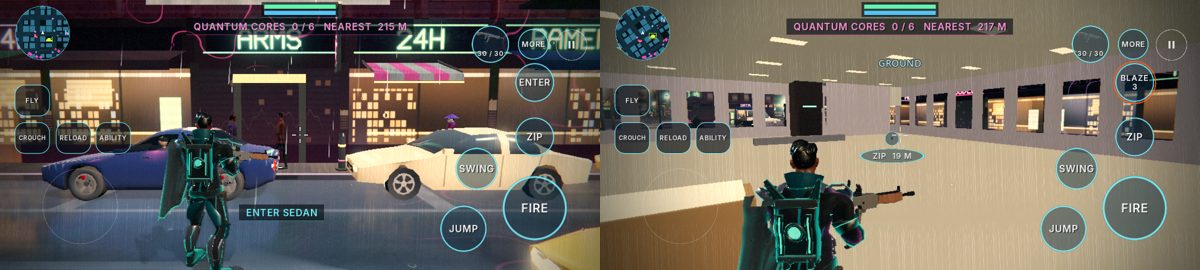 QUANTUM CORES 0 / 6 NEAREST 215 M
ARMS
24H
30 / 30
MORE
ENTER
FLY
CROUCH
RELOAD
ABILITY
ZIP
SWING
FIRE
ENTER SEDAN
JUMP
QUANTUM CORES 0 / 6 NEAREST 217 M
30 / 30
MORE
GROUND
BLAZE
3
FLY
CROUCH
RELOAD
ABILITY
ZIP
ZIP 19 M
SWING
FIRE
JUMP